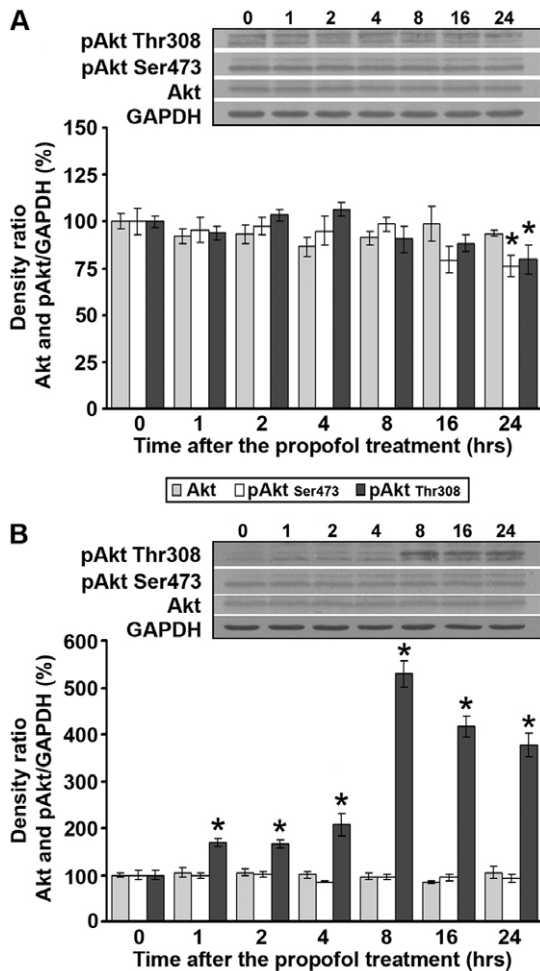 A
0 1 2 4 8 16 24
pAkt Thr308
pAkt Ser473
Akt
GAPDH
150
125
100
75
50
25
0
Density ratio
Akt and pAkt/GAPDH (%)
* *
0 1 2 4 8 16 24
Time after the propofol treatment (hrs)
Akt pAkt Ser473 pAkt Thr308
B
0 1 2 4 8 16 24
pAkt Thr308
pAkt Ser473
Akt
GAPDH
600
500
400
300
200
100
0
Density ratio
Akt and pAkt/GAPDH (%)
* * * * * *
0 1 2 4 8 16 24
Time after the propofol treatment (hrs)